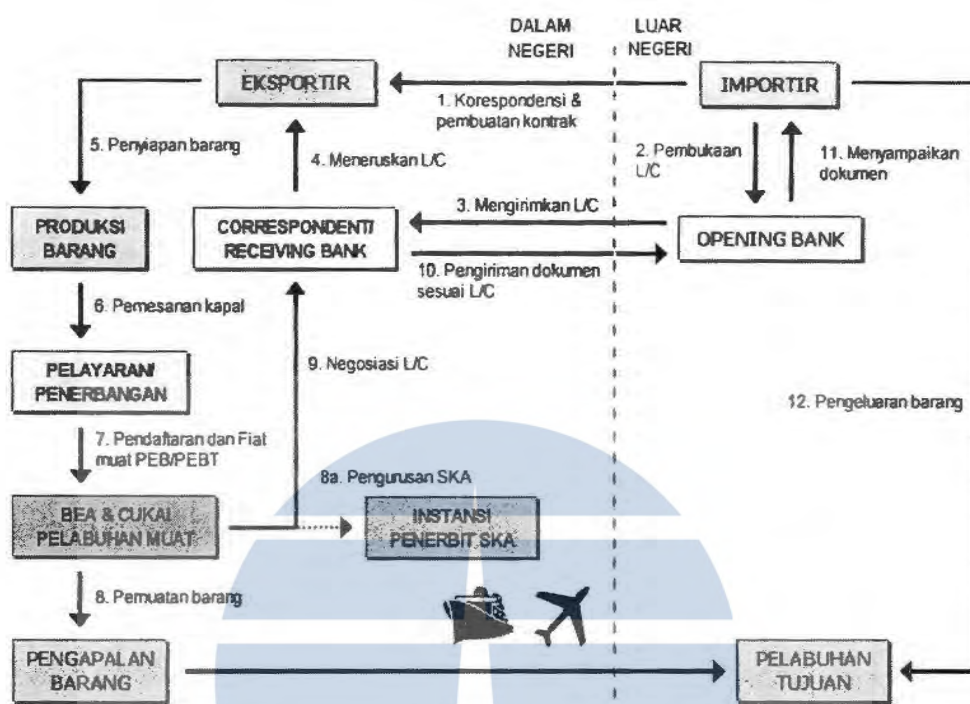 DALAM
NEGERI
LUAR
NEGERI
EKSPORTIR
IMPORTIR
1. Korespondensi &
pembuatan kontrak
5. Penyiapan barang
4. Meneruskan L/C
2. Pembukaan
L/C
11. Menyampaikan
dokumen
3. Mengirimkan L/C
PRODUKSI
BARANG
CORRESPONDENT/
RECEIVING BANK
OPENING BANK
10. Pengiriman dokumen
sesuai L/C
6. Pemesanan kapal
9. Negosiasi L/C
PELAYARAN/
PENERBANGAN
12. Pengeluaran barang
7. Pendaftaran dan Fiat
muat PEB/PEBT
8a. Pengurusan SKA
BEA & CUKAI
PELABUHAN MUAT
INSTANSI
PENERBIT SKA
8. Pemuatan barang
PENGAPALAN
BARANG
PELABUHAN
TUJUAN